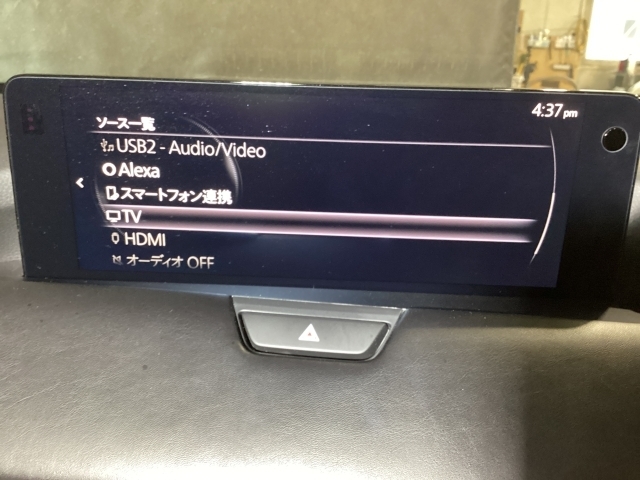 ソース一覧
4:37 pm
USB2 - Audio/Video
Alexa
スマートフォン連携
TV
HDMI
オーディオ OFF